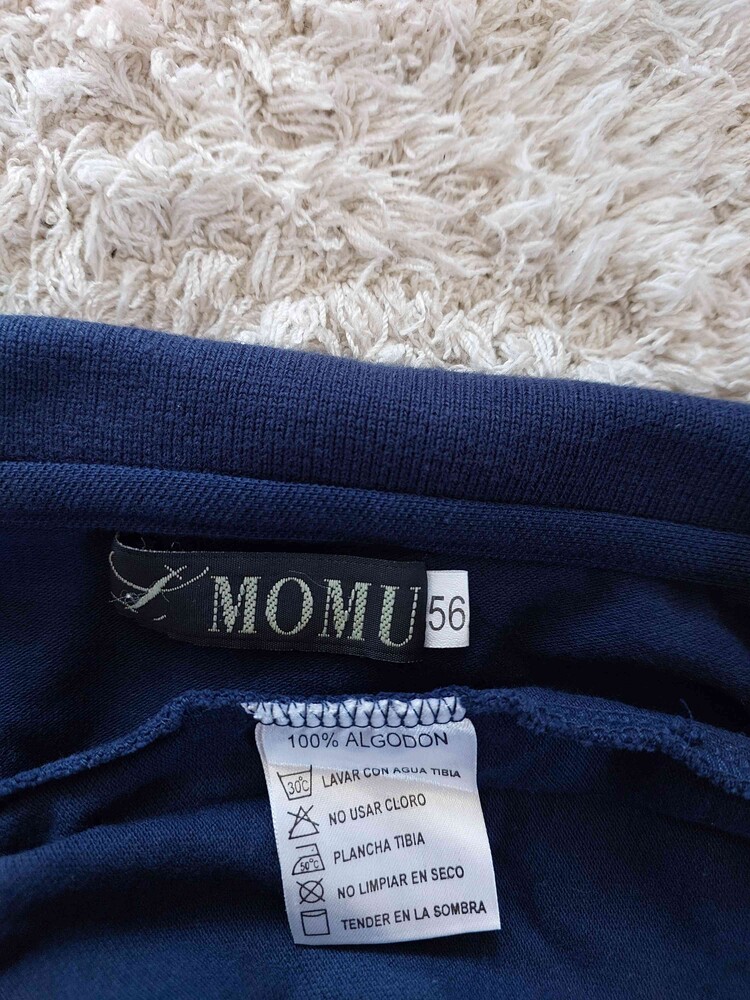 MOMU
56
100% ALGODON
30°C LAVAR CON AGUA TIBIA
NO USAR CLORO
50°C PLANCHA TIBIA
NO LIMPIAR EN SECO
TENDER EN LA SOMBRA